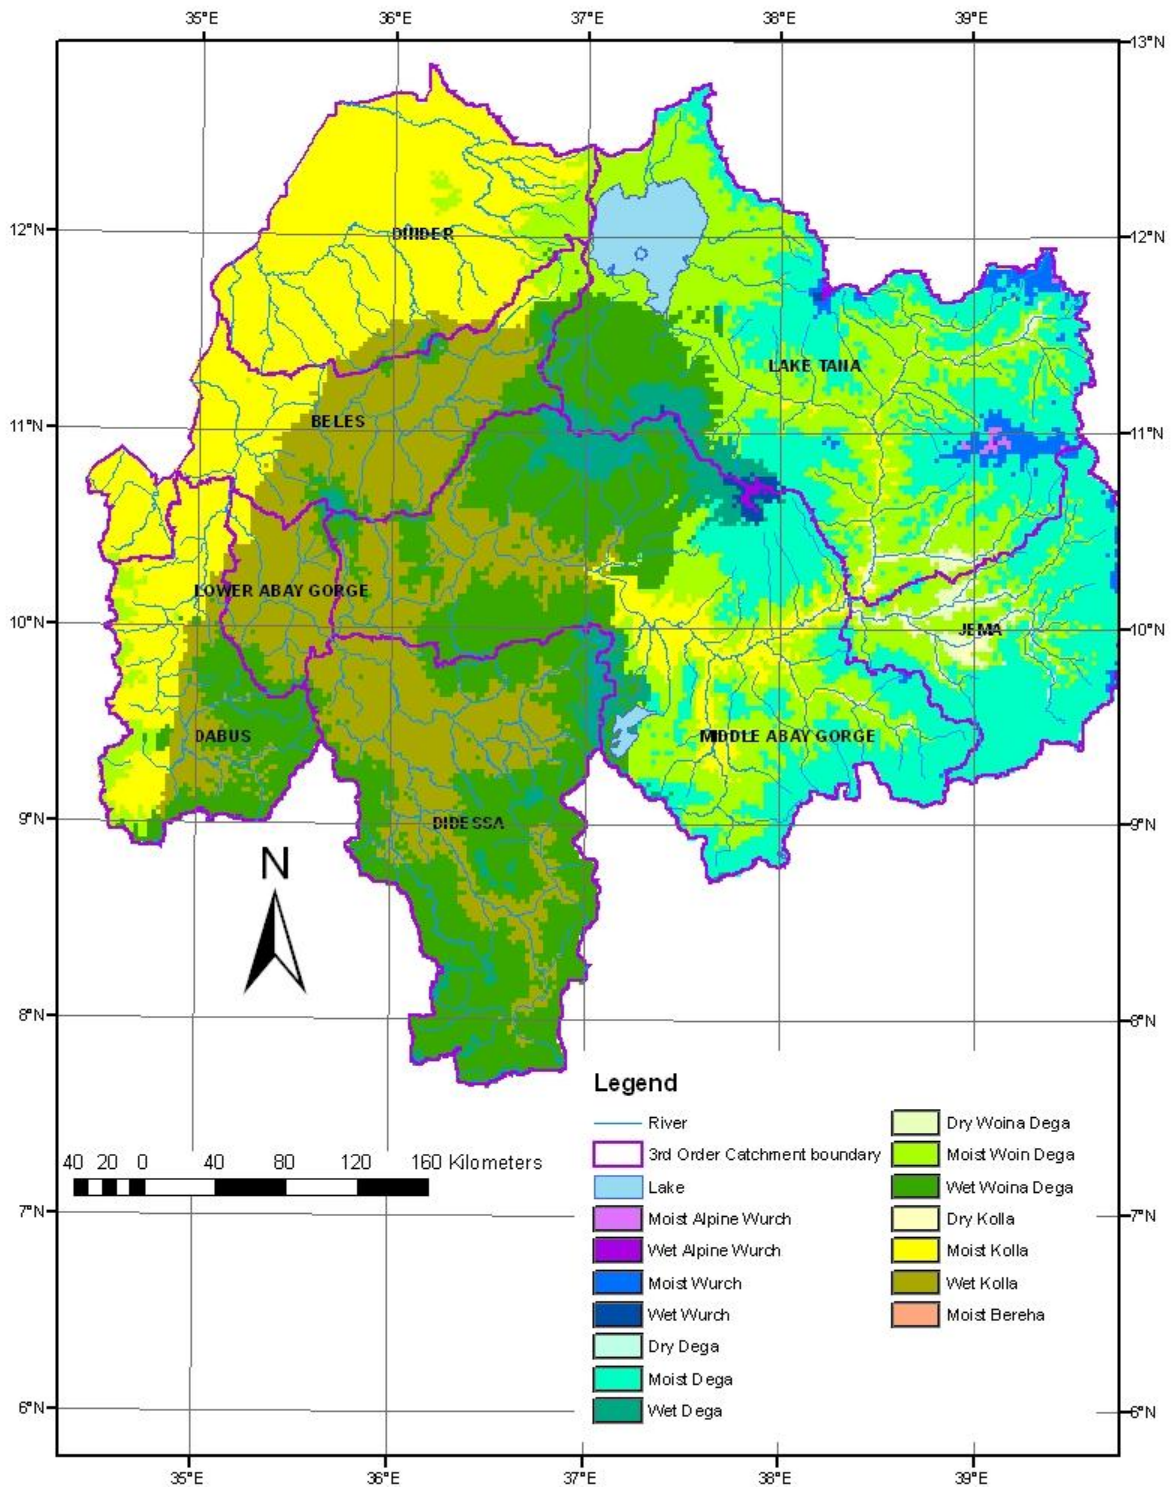 35°E 36°E 37°E 38°E 39°E
13°N
12°N 12°N
DINDER
LAKE TANA
BELES
11°N 11°N
LOWER ABAY GORGE
10°N 10°N
JEMA
DABUS
MIDDLE ABAY GORGE
9°N 9°N
DIDESSA
N
8°N 8°N
Legend
River
3rd Order Catchment boundary
Lake
Moist Alpine Wurch
Wet Alpine Wurch
Moist Wurch
Wet Wurch
Dry Dega
Moist Dega
Wet Dega
Dry Woina Dega
Moist Woin Dega
Wet Woina Dega
Dry Kolla
Moist Kolla
Wet Kolla
Moist Bereha
40 20 0 40 80 120 160 Kilometers
7°N 7°N
6°N 6°N
35°E 36°E 37°E 38°E 39°E